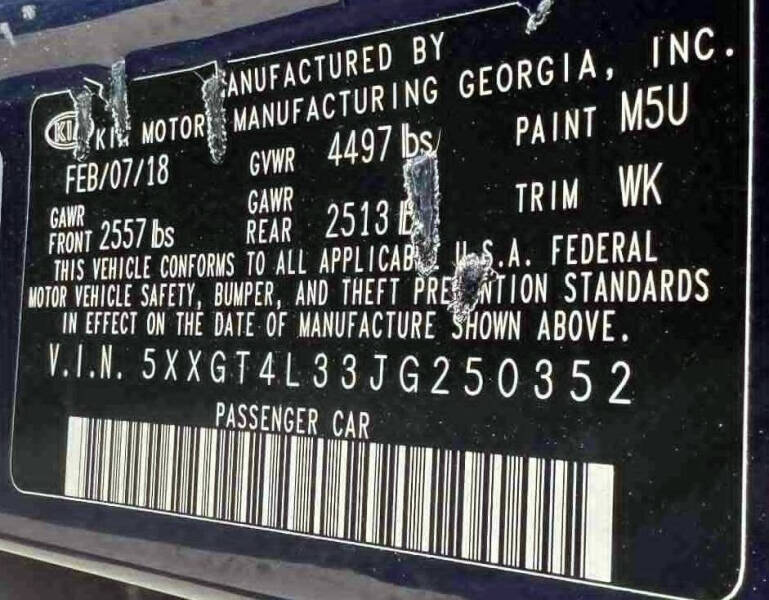 MANUFACTURED BY
KIA KIA MOTORS MANUFACTURING GEORGIA, INC.
FEB/07/18 GVWR 4497 lbs PAINT M5U
GAWR FRONT 2557 lbs GAWR REAR 2513 lbs TRIM WK
THIS VEHICLE CONFORMS TO ALL APPLICABLE U.S.A. FEDERAL
MOTOR VEHICLE SAFETY, BUMPER, AND THEFT PREVENTION STANDARDS
IN EFFECT ON THE DATE OF MANUFACTURE SHOWN ABOVE.
V.I.N. 5XXGT4L33JG250352
PASSENGER CAR